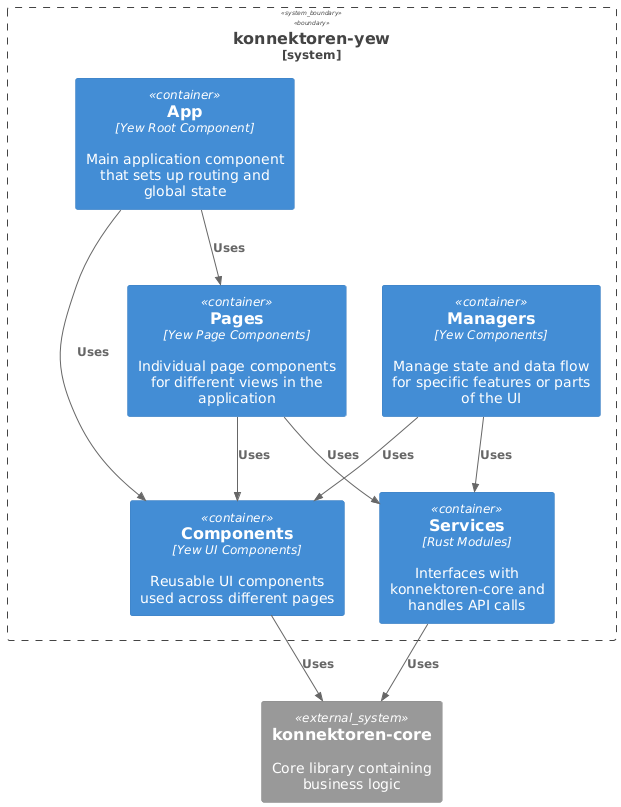 «system_boundary»
«boundary»
konnektoren-yew
[system]
«container»
App
[Yew Root Component]
Main application component
that sets up routing and
global state
Uses
Uses
«container»
Pages
[Yew Page Components]
Individual page components
for different views in the
application
«container»
Managers
[Yew Components]
Manage state and data flow
for specific features or parts
of the UI
Uses
Uses
Uses
Uses
«container»
Components
[Yew UI Components]
Reusable UI components
used across different pages
«container»
Services
[Rust Modules]
Interfaces with
konnektoren-core and
handles API calls
Uses
Uses
«external_system»
konnektoren-core
Core library containing
business logic